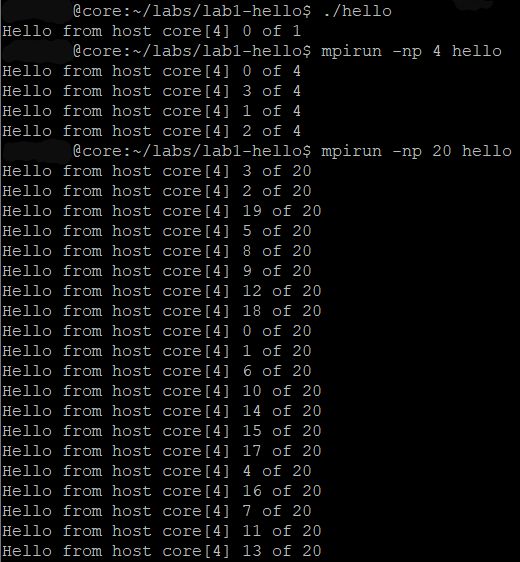 @core:~/labs/lab1-hello$ ./hello
Hello from host core[4] 0 of 1
@core:~/labs/lab1-hello$ mpirun -np 4 hello
Hello from host core[4] 0 of 4
Hello from host core[4] 3 of 4
Hello from host core[4] 1 of 4
Hello from host core[4] 2 of 4
@core:~/labs/lab1-hello$ mpirun -np 20 hello
Hello from host core[4] 3 of 20
Hello from host core[4] 2 of 20
Hello from host core[4] 19 of 20
Hello from host core[4] 5 of 20
Hello from host core[4] 8 of 20
Hello from host core[4] 9 of 20
Hello from host core[4] 12 of 20
Hello from host core[4] 18 of 20
Hello from host core[4] 0 of 20
Hello from host core[4] 1 of 20
Hello from host core[4] 6 of 20
Hello from host core[4] 10 of 20
Hello from host core[4] 14 of 20
Hello from host core[4] 15 of 20
Hello from host core[4] 17 of 20
Hello from host core[4] 4 of 20
Hello from host core[4] 16 of 20
Hello from host core[4] 7 of 20
Hello from host core[4] 11 of 20
Hello from host core[4] 13 of 20